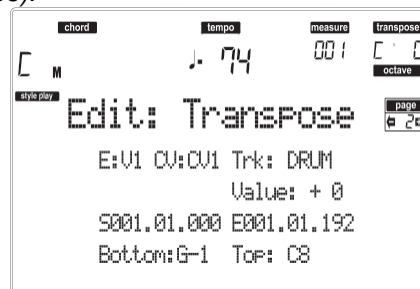 chord tempo measure transpose
C M ♩. 74 001 C
octave
style play
Edit: Transpose
page
2
E:V1 CV:CV1 Trk: DRUM
Value: + 0
S001.01.000 E001.01.192
Bottom:G-1 Top: C8